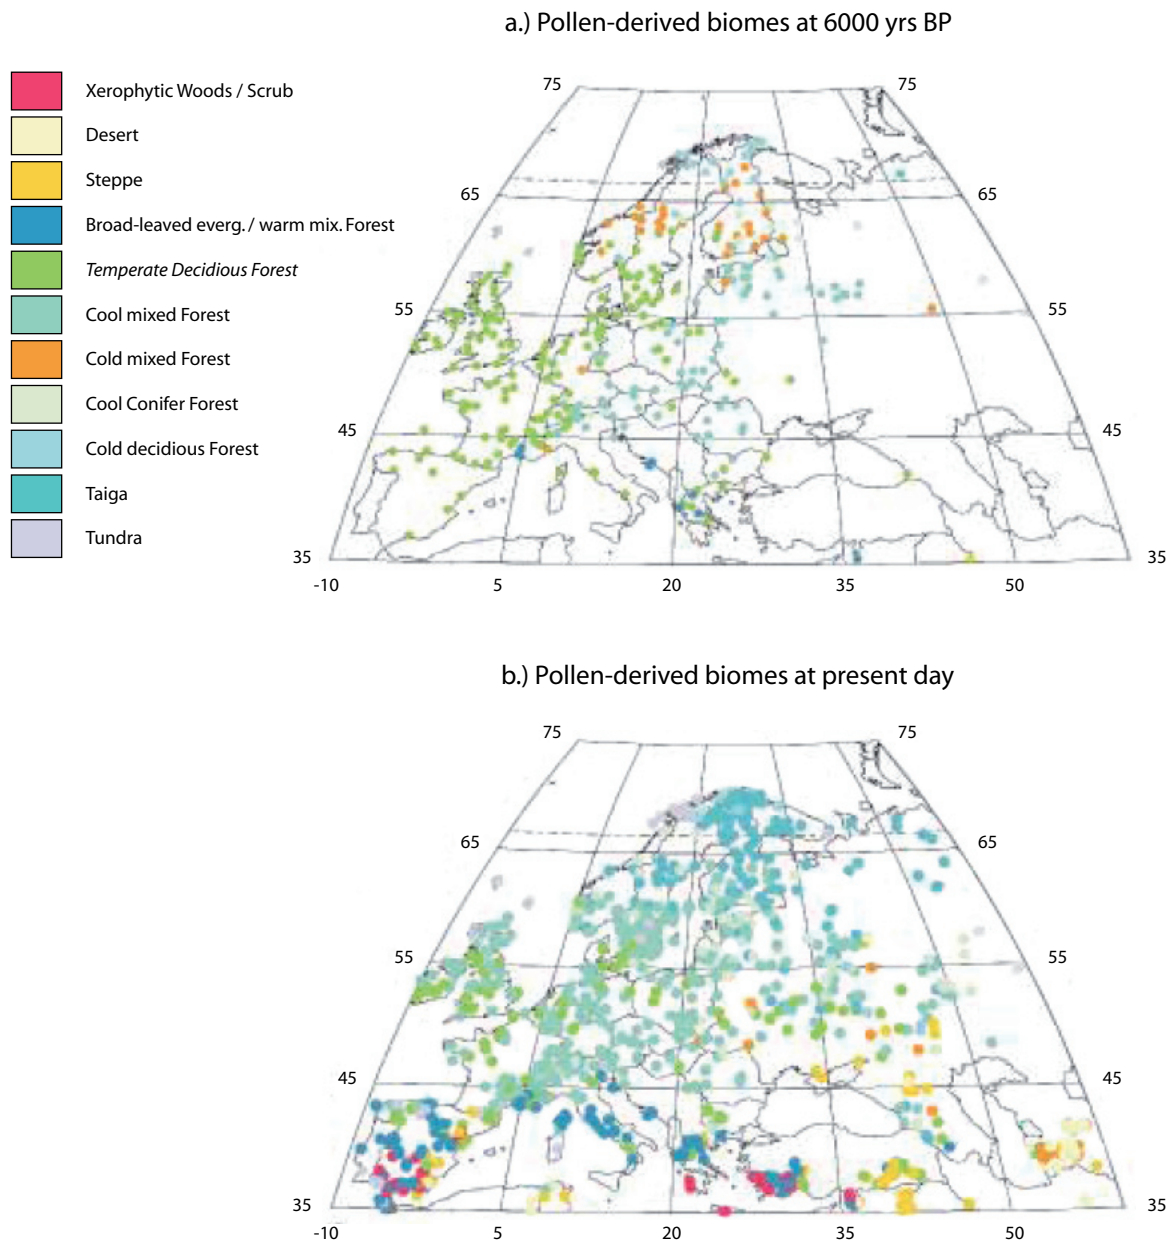 a.) Pollen-derived biomes at 6000 yrs BP
Xerophytic Woods / Scrub
Desert
Steppe
Broad-leaved everg. / warm mix. Forest
Temperate Decidious Forest
Cool mixed Forest
Cold mixed Forest
Cool Conifer Forest
Cold decidious Forest
Taiga
Tundra
75 75
65 65
55 55
45 45
35 35
-10 5 20 35 50
b.) Pollen-derived biomes at present day
75 75
65 65
55 55
45 45
35 35
-10 5 20 35 50